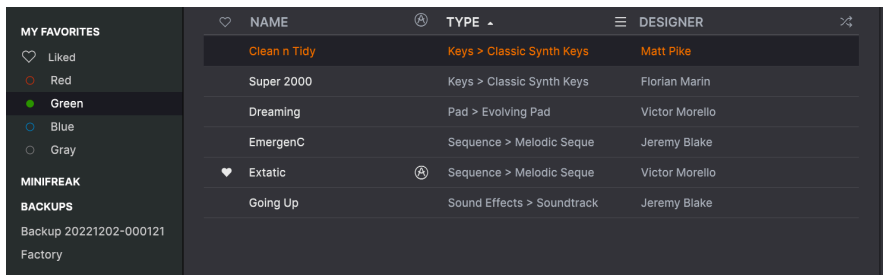 MY FAVORITES
Liked
Red
Green
Blue
Gray
MINIFREAK
BACKUPS
Backup 20221202-000121
Factory
NAME TYPE DESIGNER
Clean n Tidy Keys > Classic Synth Keys Matt Pike
Super 2000 Keys > Classic Synth Keys Florian Marin
Dreaming Pad > Evolving Pad Victor Morello
EmergenC Sequence > Melodic Seque Jeremy Blake
Extatic Sequence > Melodic Seque Victor Morello
Going Up Sound Effects > Soundtrack Jeremy Blake